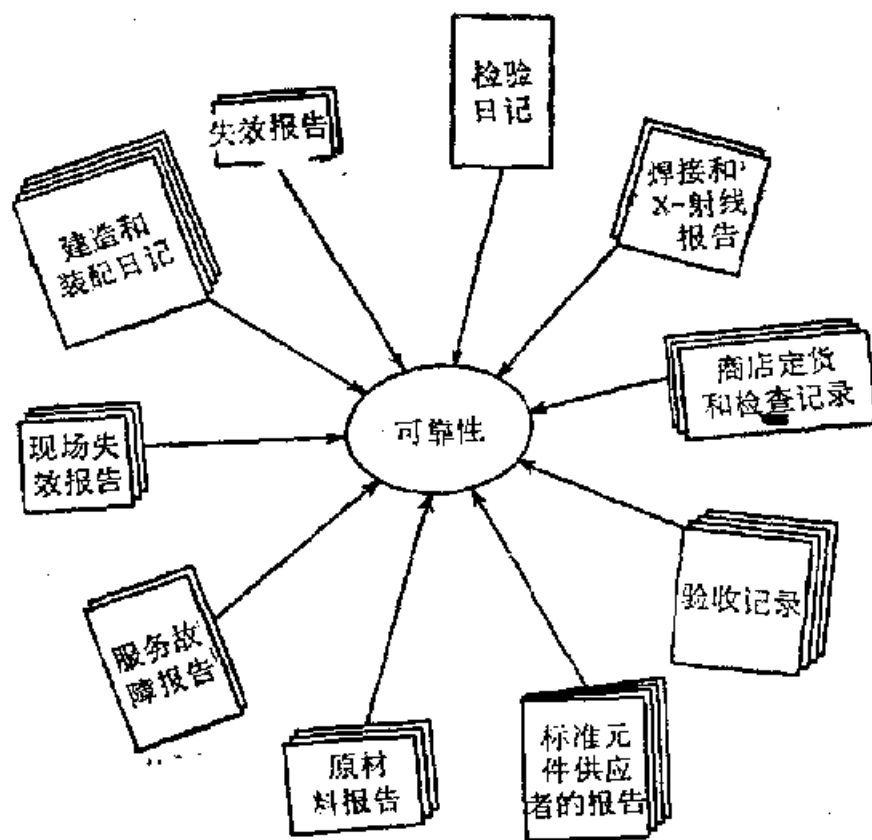 检验
日记
失效报告
焊接和
X-射线
报告
建造和
装配日记
商店定货
和检查记录
可靠性
现场失
效报告
验收记录
服务故
障报告
标准元
件供应
者的报告
原材
料报告